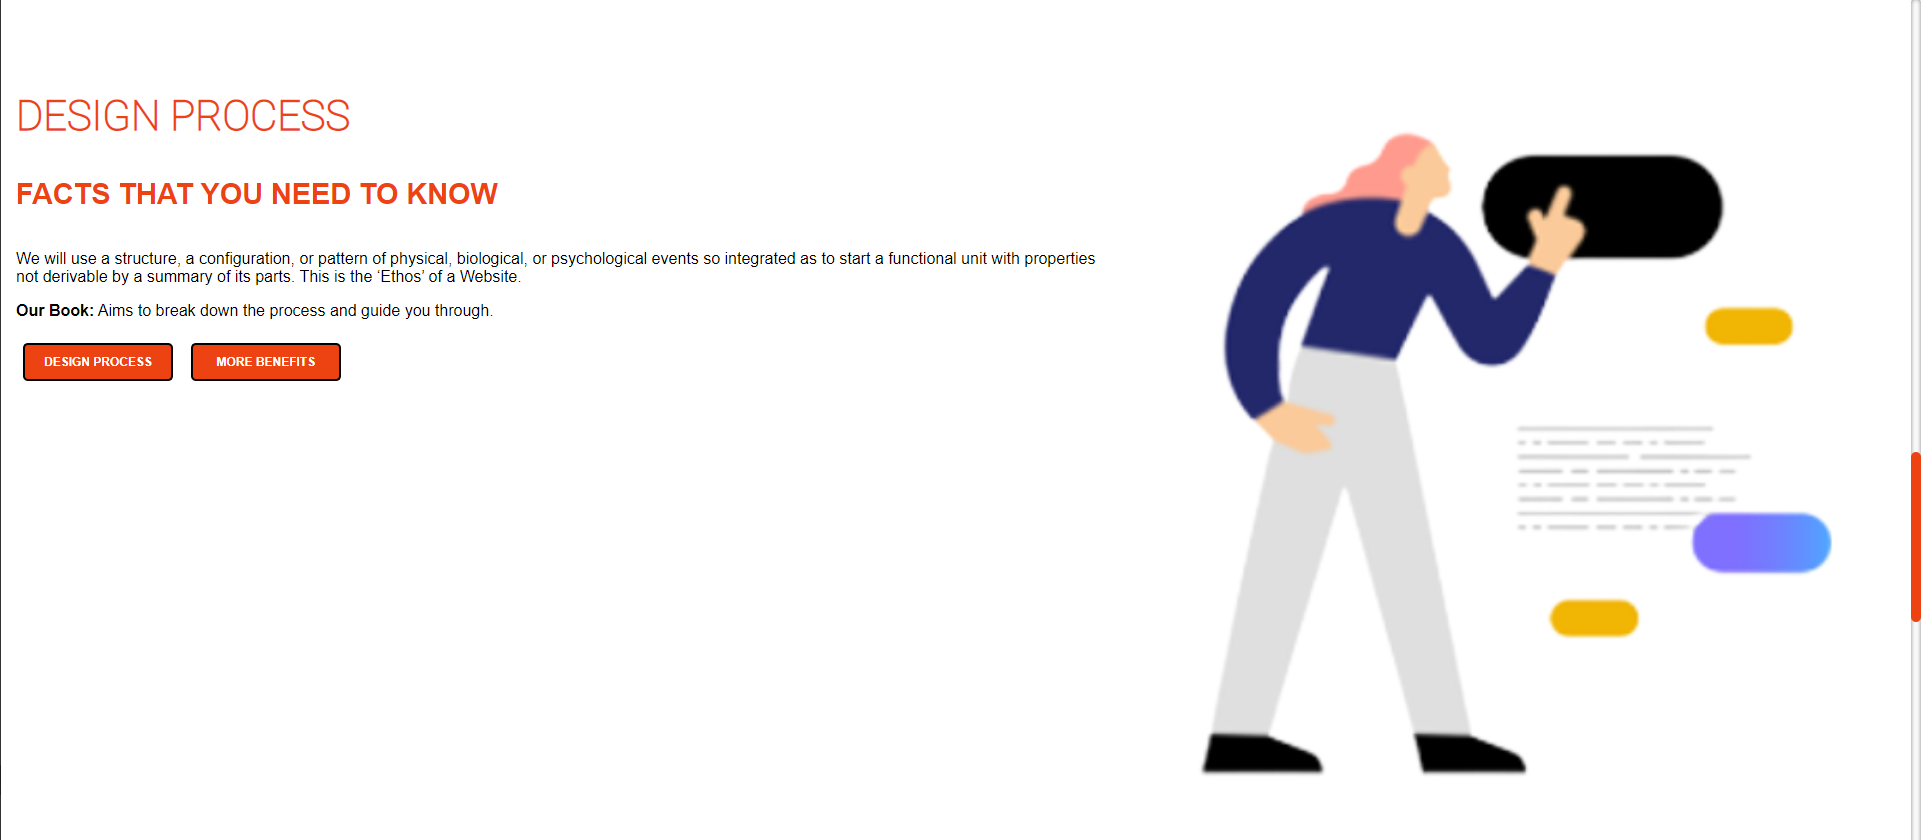 DESIGN PROCESS
FACTS THAT YOU NEED TO KNOW
We will use a structure, a configuration, or pattern of physical, biological, or psychological events so integrated as to start a functional unit with properties
not derivable by a summary of its parts. This is the ‘Ethos’ of a Website.
Our Book: Aims to break down the process and guide you through.
DESIGN PROCESS
MORE BENEFITS